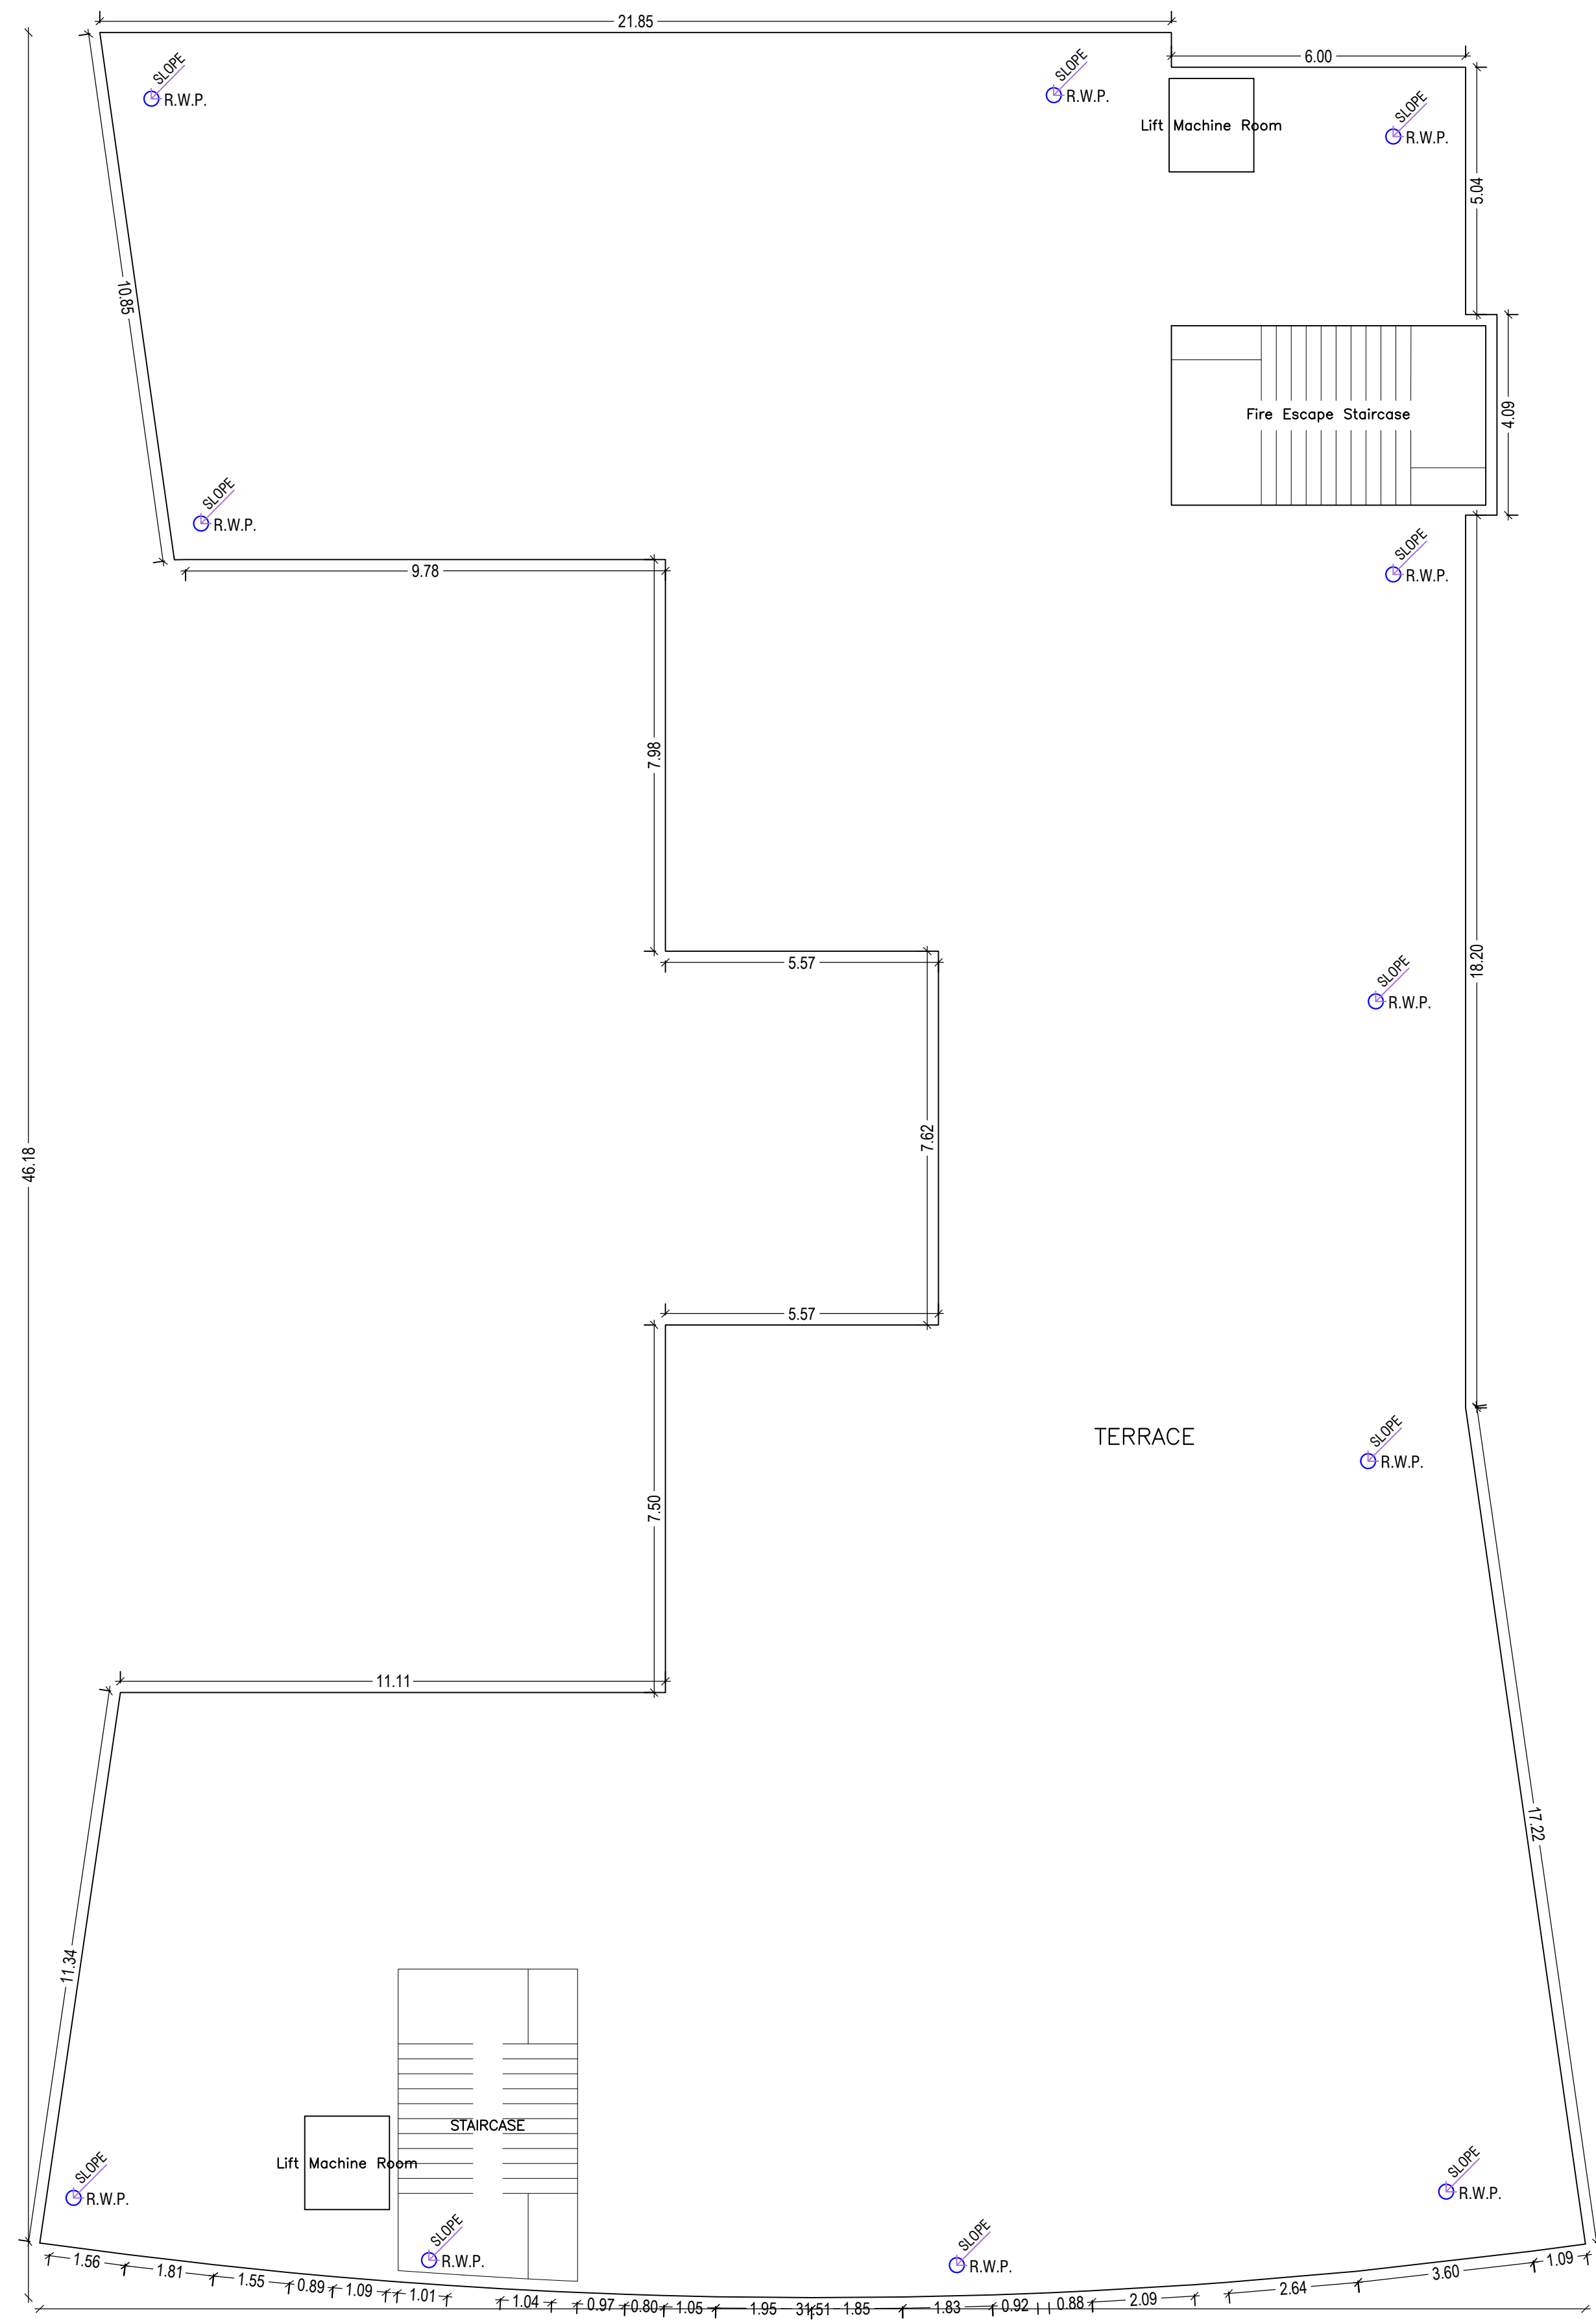 21.85
6.00
SLOPE
R.W.P.
SLOPE
R.W.P.
SLOPE
R.W.P.
Lift Machine Room
5.04
10.85
Fire Escape Staircase
4.09
SLOPE
R.W.P.
SLOPE
R.W.P.
9.78
7.98
5.57
18.20
SLOPE
R.W.P.
7.62
46.18
5.57
TERRACE
SLOPE
R.W.P.
7.50
11.11
17.22
11.34
STAIRCASE
Lift Machine Room
SLOPE
R.W.P.
SLOPE
R.W.P.
SLOPE
R.W.P.
SLOPE
R.W.P.
1.56
1.81
1.55
0.89
1.09
1.01
1.04
0.97
0.80
1.05
1.95
31.51
1.85
1.83
0.92
0.88
2.09
2.64
3.60
1.09